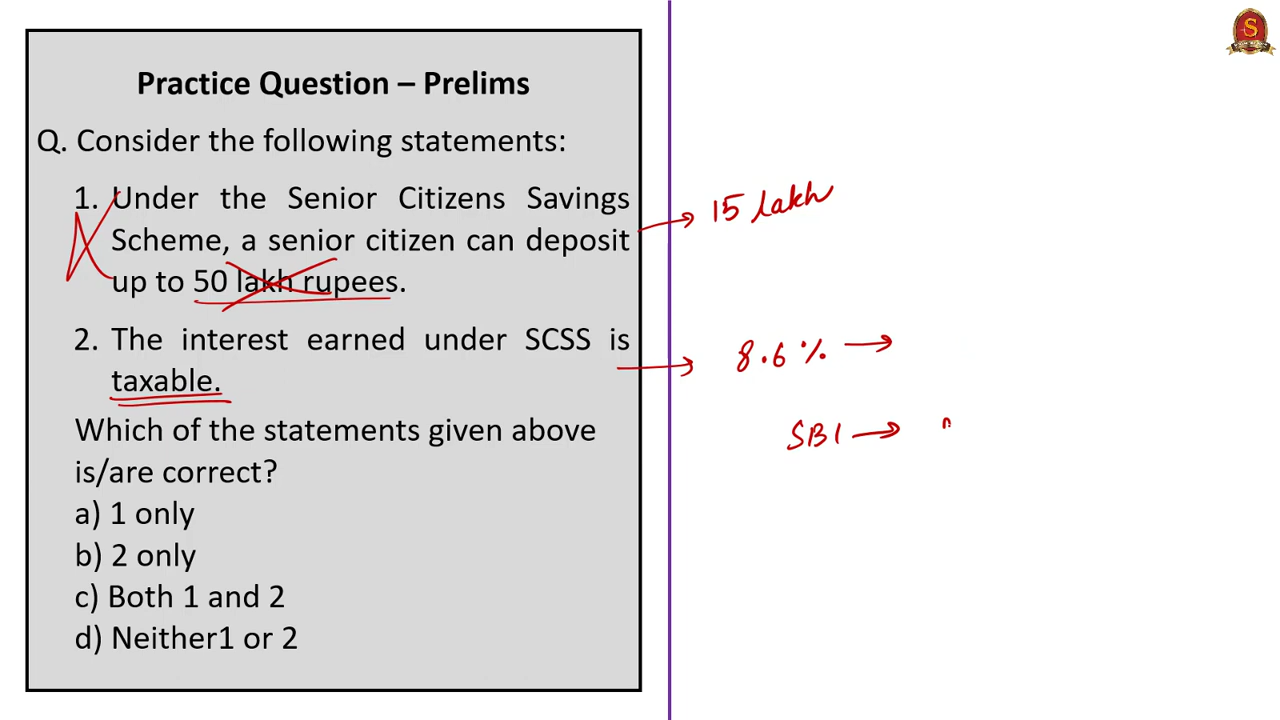 Practice Question – Prelims
Q. Consider the following statements:
1. Under the Senior Citizens Savings
Scheme, a senior citizen can deposit
up to 50 lakh rupees.
2. The interest earned under SCSS is
taxable.
Which of the statements given above
is/are correct?
a) 1 only
b) 2 only
c) Both 1 and 2
d) Neither1 or 2
→ 15 lakh
→ 8.6 % →
SBI →
S